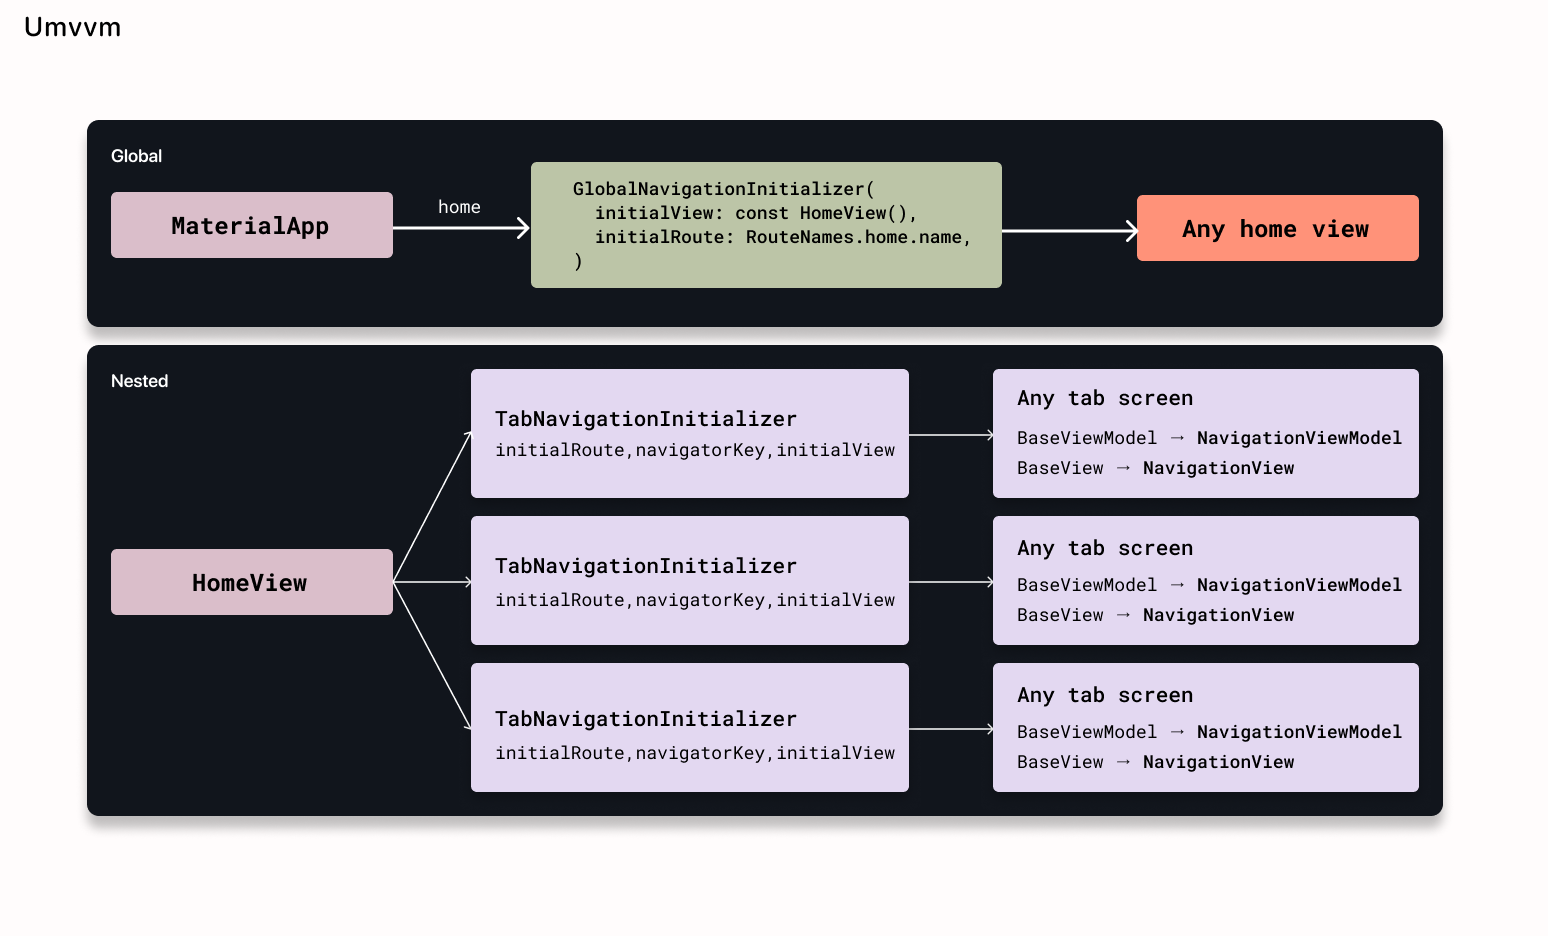 Umvvm
Global
MaterialApp
home
GlobalNavigationInitializer(
initialView: const HomeView(),
initialRoute: RouteNames.home.name,
)
Any home view
Nested
HomeView
TabNavigationInitializer
initialRoute,navigatorKey,initialView
Any tab screen
BaseViewModel → NavigationViewModel
BaseView → NavigationView
TabNavigationInitializer
initialRoute,navigatorKey,initialView
Any tab screen
BaseViewModel → NavigationViewModel
BaseView → NavigationView
TabNavigationInitializer
initialRoute,navigatorKey,initialView
Any tab screen
BaseViewModel → NavigationViewModel
BaseView → NavigationView